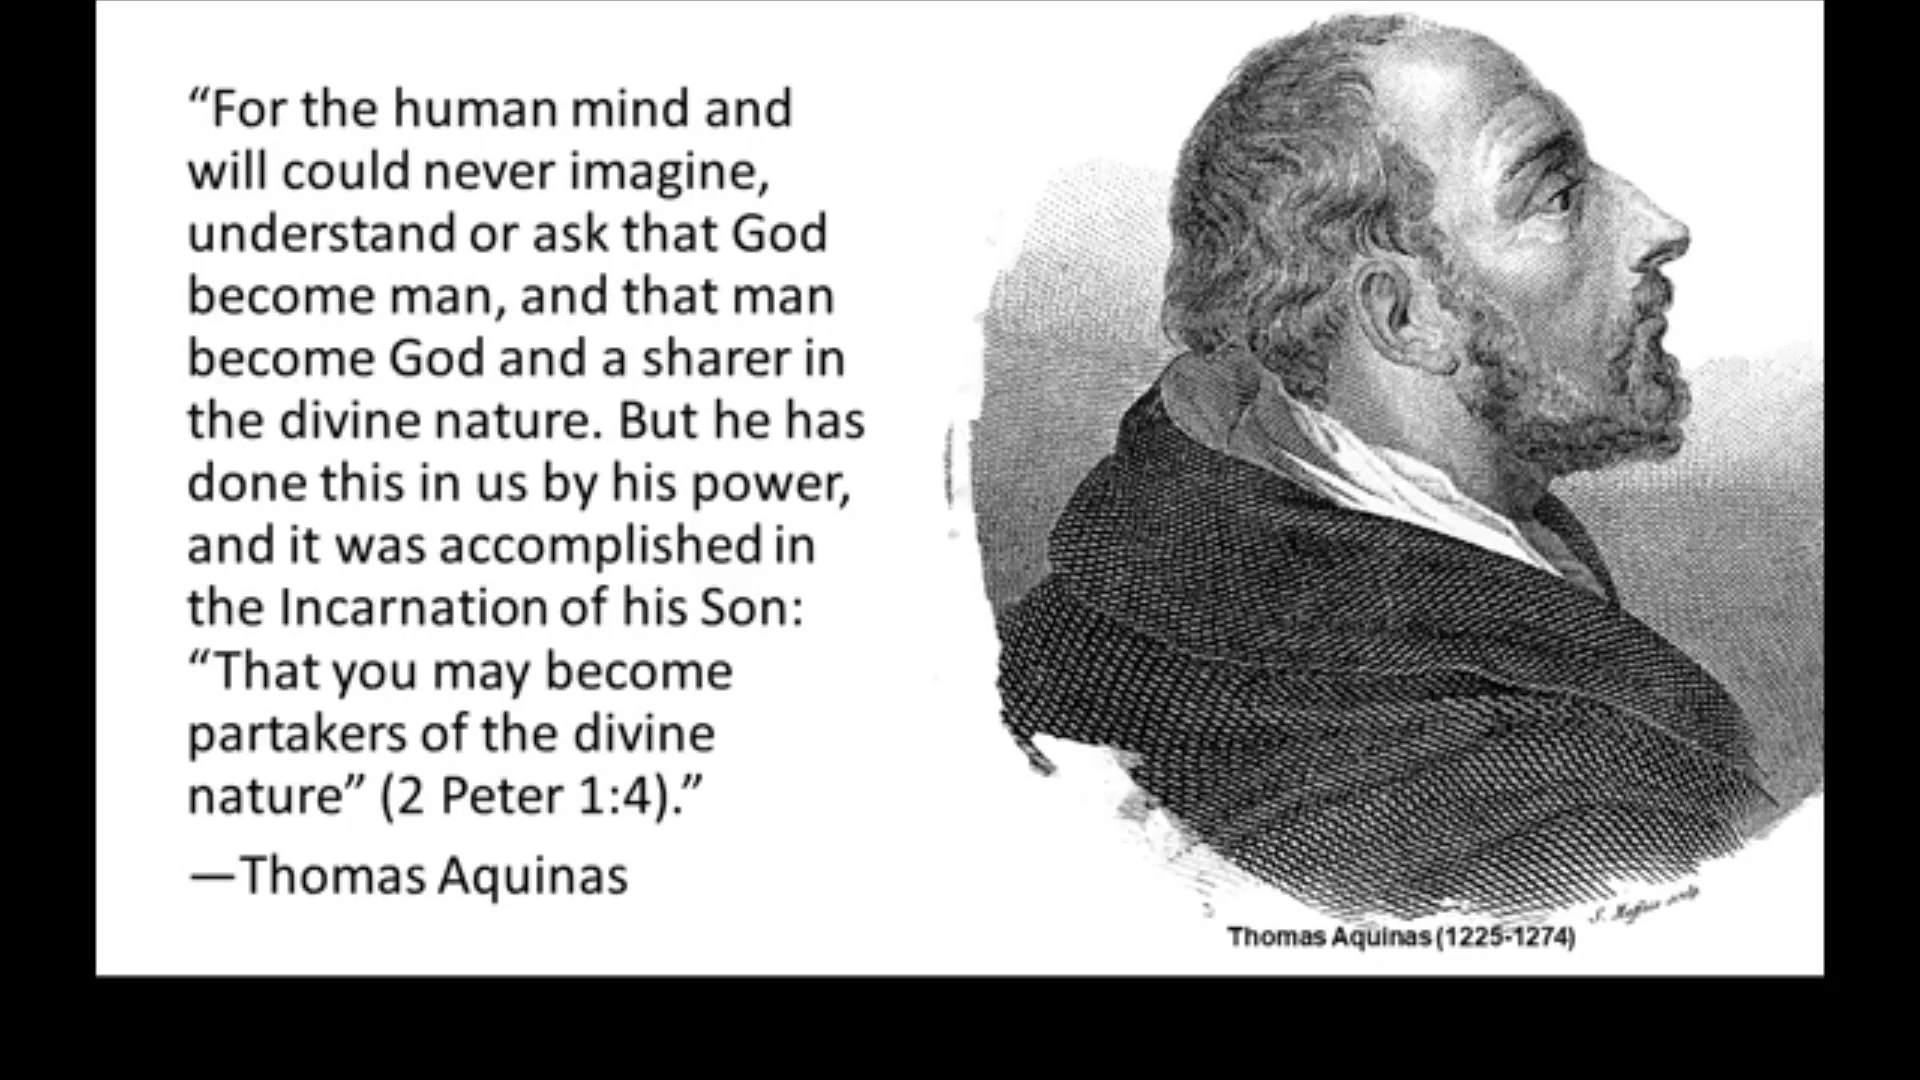 “For the human mind and
will could never imagine,
understand or ask that God
become man, and that man
become God and a sharer in
the divine nature. But he has
done this in us by his power,
and it was accomplished in
the Incarnation of his Son:
“That you may become
partakers of the divine
nature” (2 Peter 1:4).”
—Thomas Aquinas
Thomas Aquinas (1225-1274)